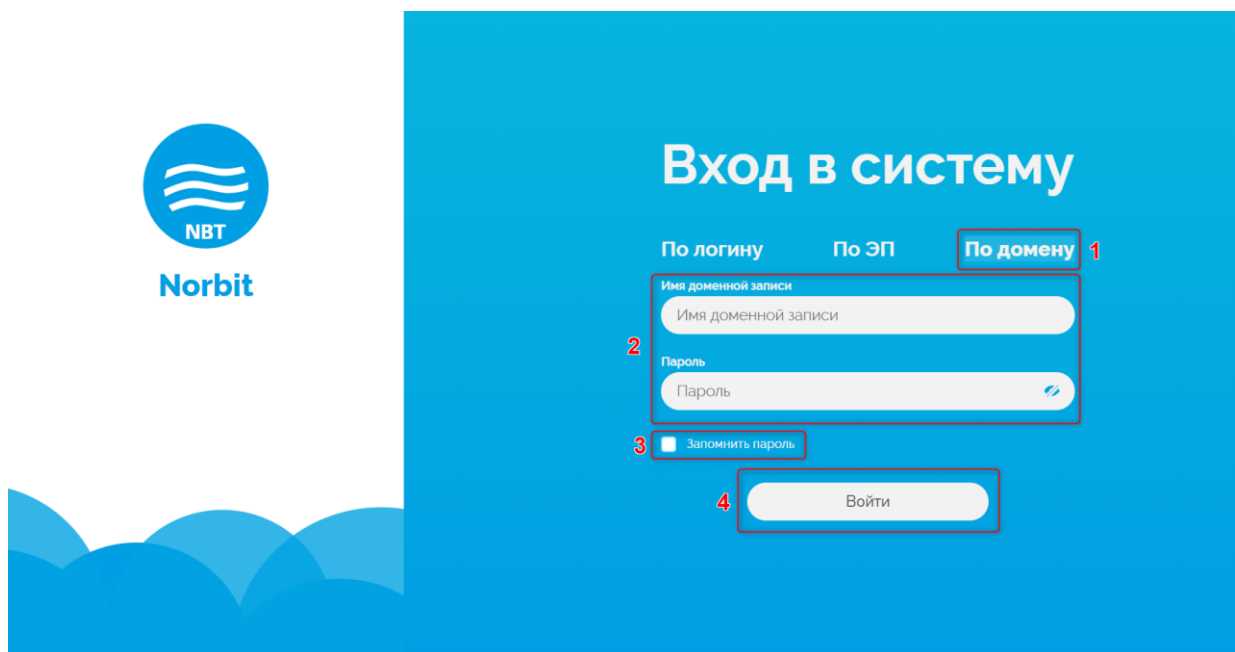 NBT
Norbit
Вход в систему
По логину По ЭП По домену 1
Имя доменной записи
Имя доменной записи
2
Пароль
Пароль
3 Запомнить пароль
4 Войти